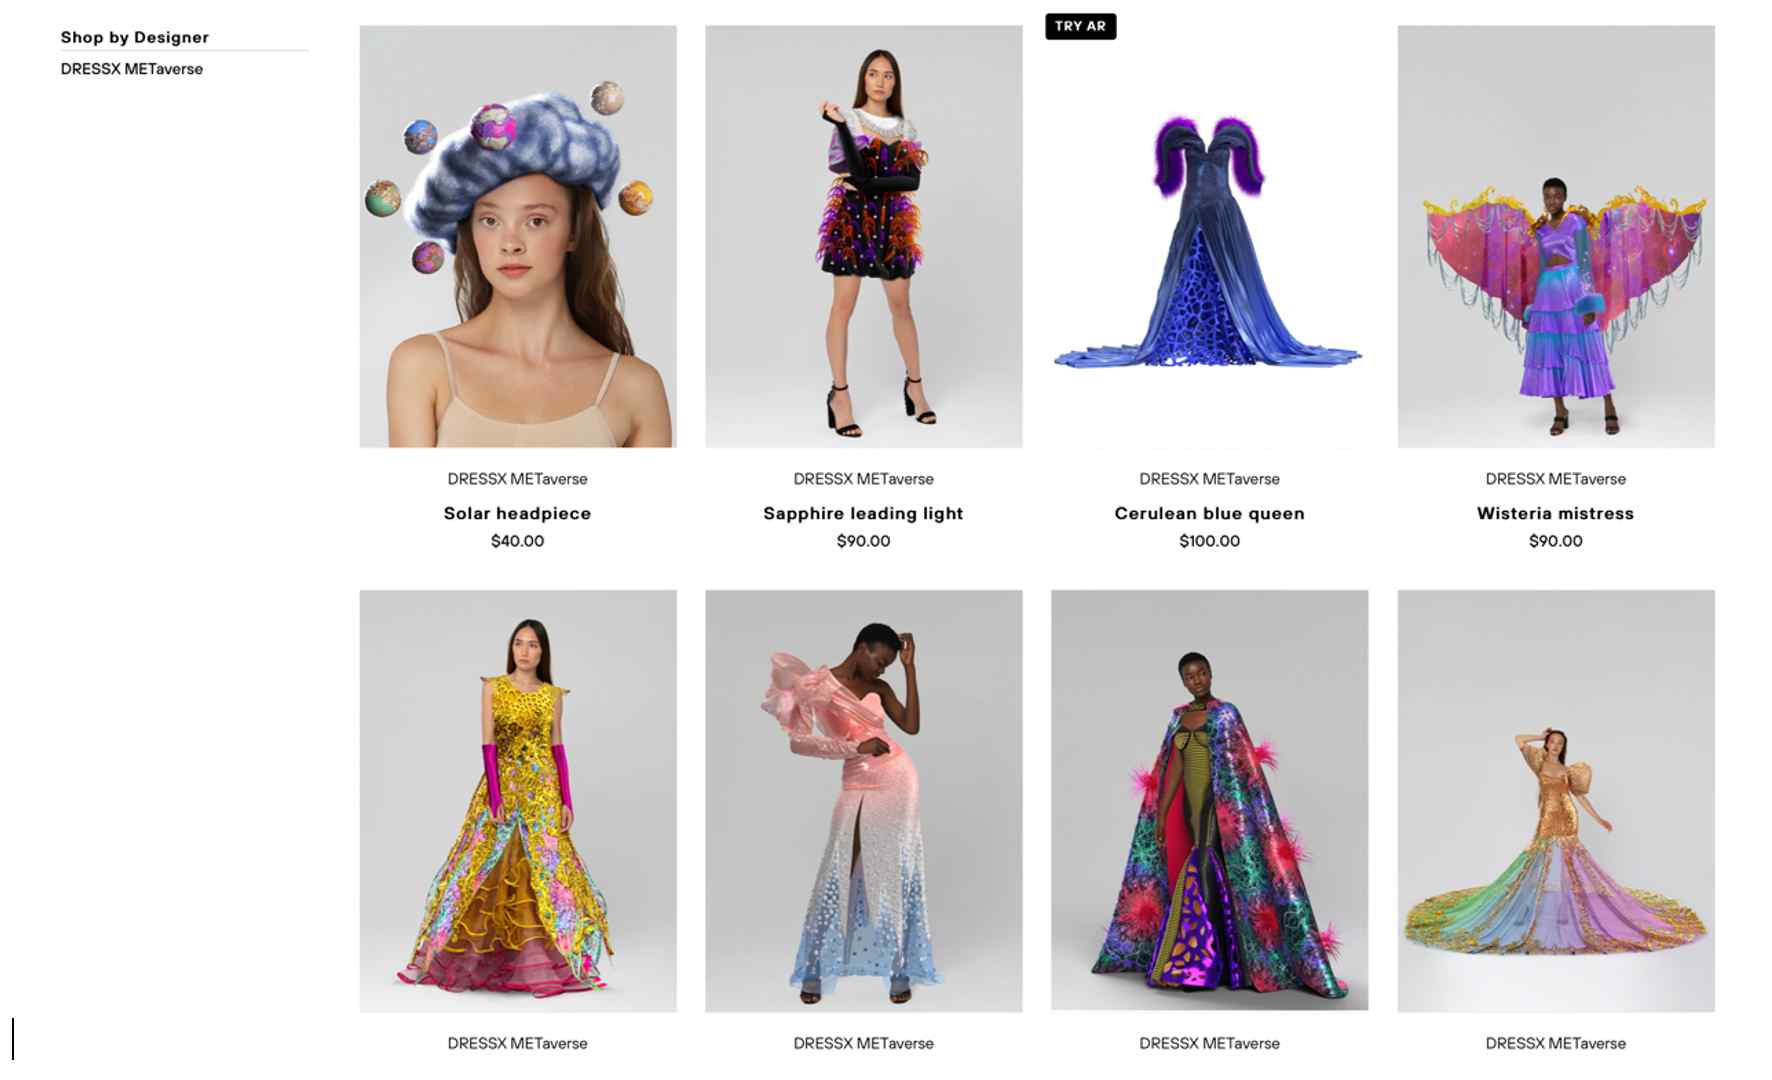 Shop by Designer
DRESSX METaverse
TRY AR
DRESSX METaverse
Solar headpiece
$40.00
DRESSX METaverse
Sapphire leading light
$90.00
DRESSX METaverse
Cerulean blue queen
$100.00
DRESSX METaverse
Wisteria mistress
$90.00
DRESSX METaverse
DRESSX METaverse
DRESSX METaverse
DRESSX METaverse